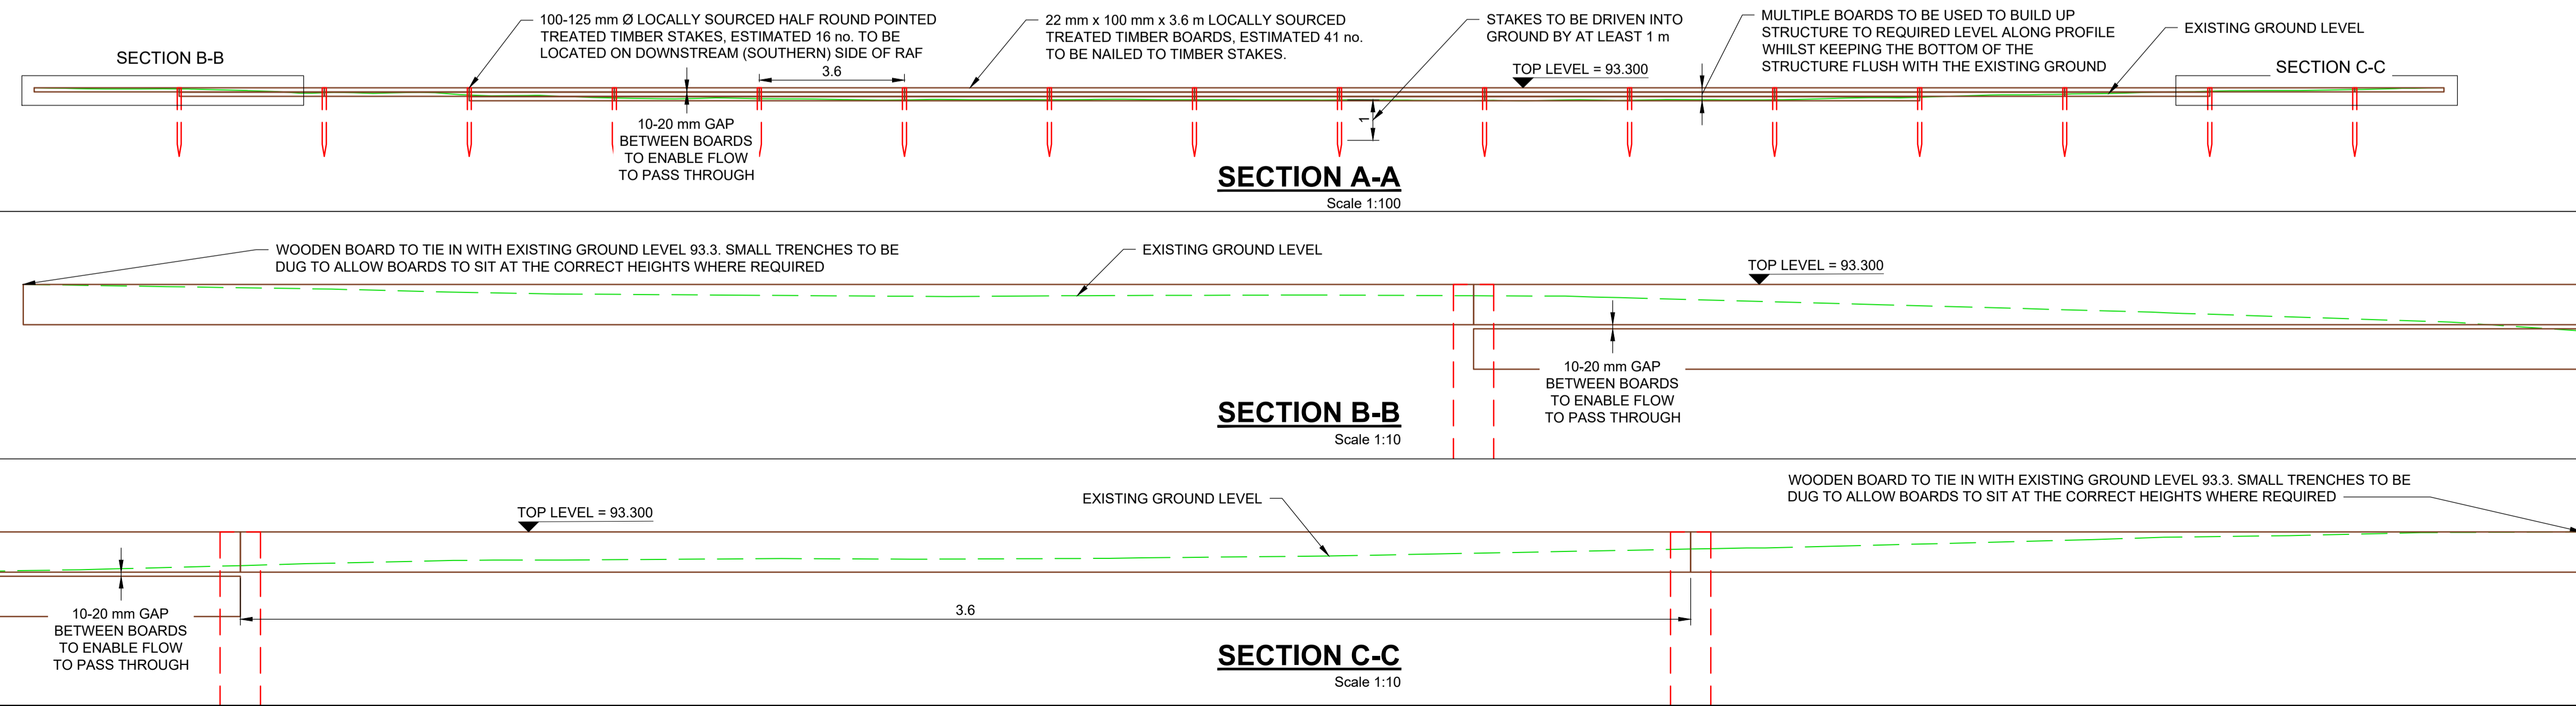 SECTION B-B
100-125 mm Ø LOCALLY SOURCED HALF ROUND POINTED
TREATED TIMBER STAKES, ESTIMATED 16 no. TO BE
LOCATED ON DOWNSTREAM (SOUTHERN) SIDE OF RAF
22 mm x 100 mm x 3.6 m LOCALLY SOURCED
TREATED TIMBER BOARDS, ESTIMATED 41 no.
TO BE NAILED TO TIMBER STAKES.
STAKES TO BE DRIVEN INTO
GROUND BY AT LEAST 1 m
MULTIPLE BOARDS TO BE USED TO BUILD UP
STRUCTURE TO REQUIRED LEVEL ALONG PROFILE
WHILST KEEPING THE BOTTOM OF THE
STRUCTURE FLUSH WITH THE EXISTING GROUND
EXISTING GROUND LEVEL
SECTION C-C
3.6
TOP LEVEL = 93.300
10-20 mm GAP
BETWEEN BOARDS
TO ENABLE FLOW
TO PASS THROUGH
1
SECTION A-A
Scale 1:100
WOODEN BOARD TO TIE IN WITH EXISTING GROUND LEVEL 93.3. SMALL TRENCHES TO BE
DUG TO ALLOW BOARDS TO SIT AT THE CORRECT HEIGHTS WHERE REQUIRED
EXISTING GROUND LEVEL
TOP LEVEL = 93.300
10-20 mm GAP
BETWEEN BOARDS
TO ENABLE FLOW
TO PASS THROUGH
SECTION B-B
Scale 1:10
WOODEN BOARD TO TIE IN WITH EXISTING GROUND LEVEL 93.3. SMALL TRENCHES TO BE
DUG TO ALLOW BOARDS TO SIT AT THE CORRECT HEIGHTS WHERE REQUIRED
EXISTING GROUND LEVEL
TOP LEVEL = 93.300
10-20 mm GAP
BETWEEN BOARDS
TO ENABLE FLOW
TO PASS THROUGH
3.6
SECTION C-C
Scale 1:10